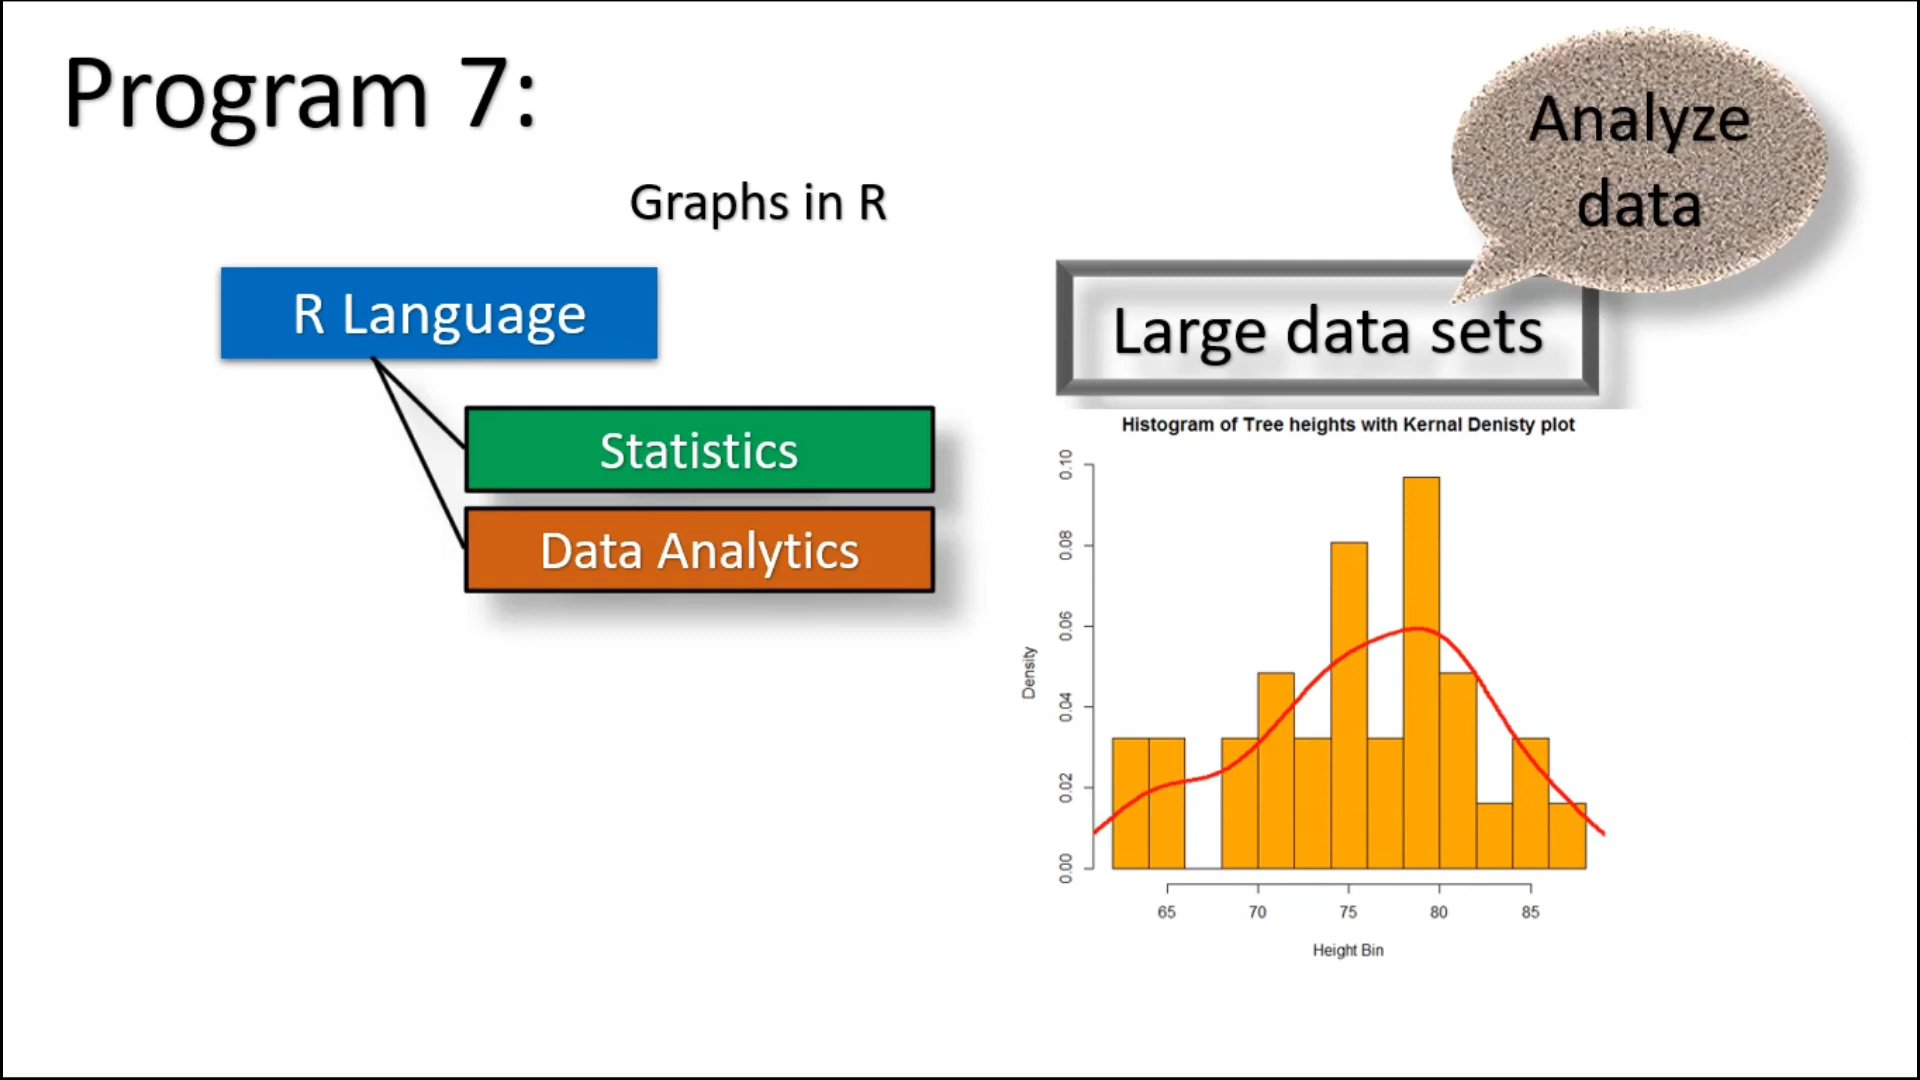 Program 7:
Graphs in R
Analyze
data
R Language
Statistics
Data Analytics
Large data sets
Histogram of Tree heights with Kernal Denisty plot
0.10
0.08
0.06
0.04
0.02
0.00
Density
65 70 75 80 85
Height Bin